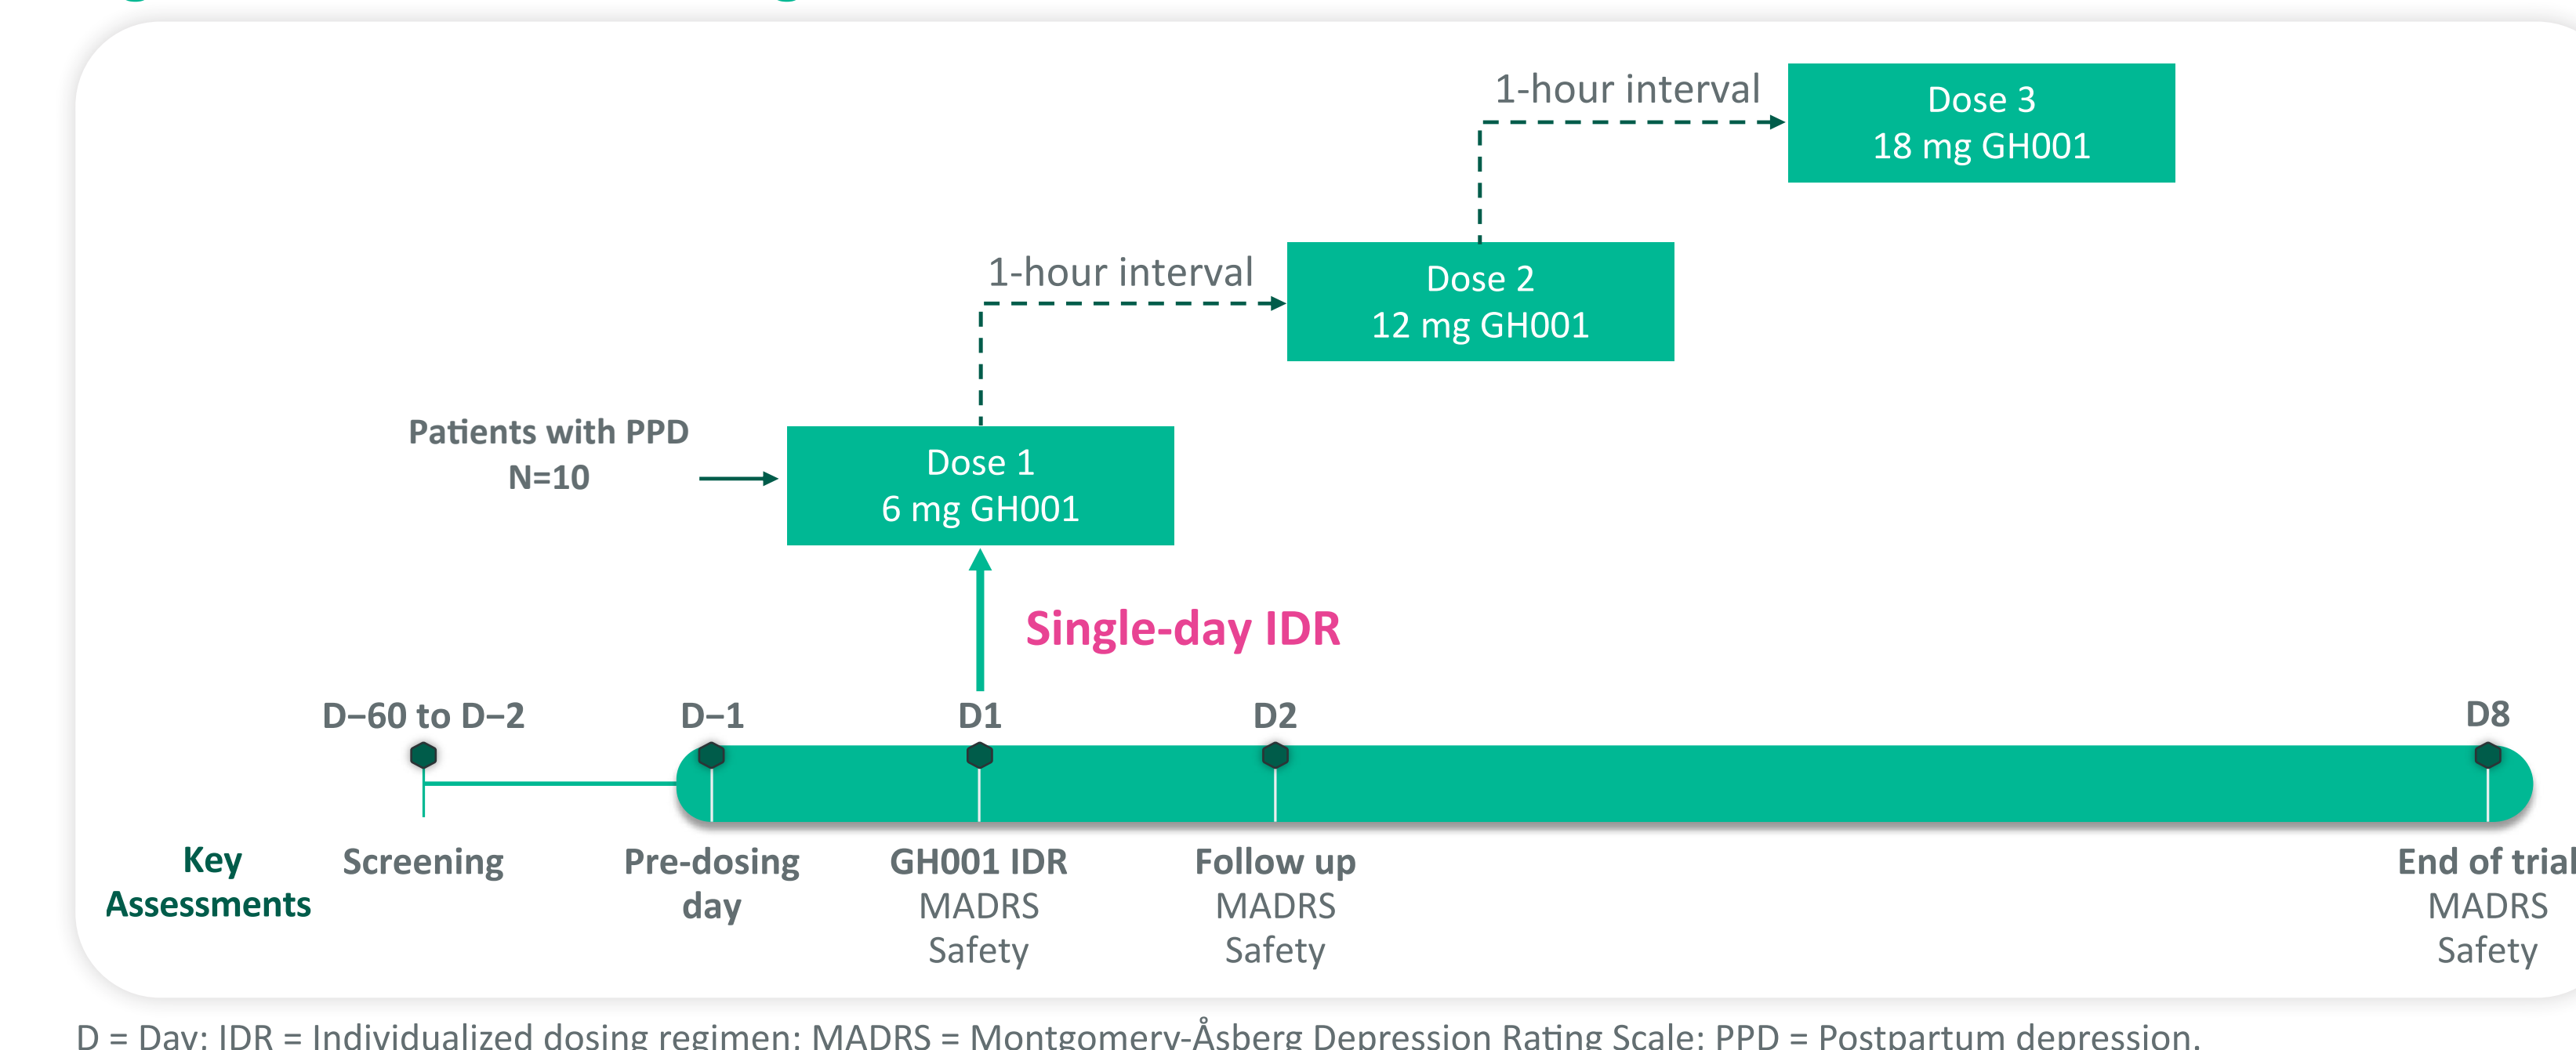 1-hour interval
Dose 3
18 mg GH001
1-hour interval
Dose 2
12 mg GH001
Patients with PPD
N=10
Dose 1
6 mg GH001
Single-day IDR
D–60 to D–2
D–1
D1
D2
D8
Key
Assessments
Screening
Pre-dosing
day
GH001 IDR
MADRS
Safety
Follow up
MADRS
Safety
End of trial
MADRS
Safety
D = Day; IDR = Individualized dosing regimen; MADRS = Montgomery-Åsberg Depression Rating Scale; PPD = Postpartum depression.